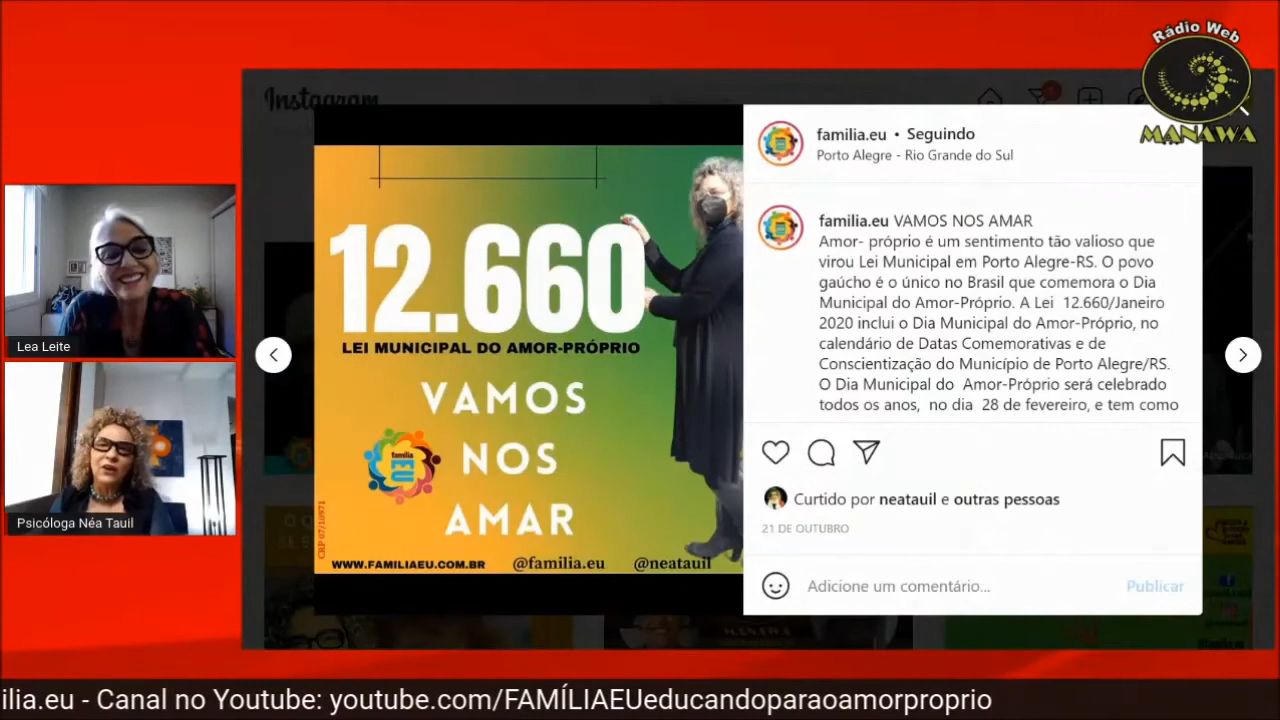 Rádio Web
MANAWA
Instagram
familia.eu • Seguindo
Porto Alegre - Rio Grande do Sul
familia.eu VAMOS NOS AMAR
Amor- próprio é um sentimento tão valioso que
virou Lei Municipal em Porto Alegre-RS. O povo
gaúcho é o único no Brasil que comemora o Dia
Municipal do Amor-Próprio. A Lei 12.660/Janeiro
2020 inclui o Dia Municipal do Amor-Próprio, no
calendário de Datas Comemorativas e de
Conscientização do Município de Porto Alegre/RS.
O Dia Municipal do Amor-Próprio será celebrado
todos os anos, no dia 28 de fevereiro, e tem como
Curtido por neatauil e outras pessoas
21 DE OUTUBRO
Adicione um comentário... Publicar
12.660
LEI MUNICIPAL DO AMOR-PRÓPRIO
VAMOS
NOS
AMAR
família
EU
CRP 07/10971
WWW.FAMILIAEU.COM.BR @familia.eu @neatauil
Lea Leite
Psicóloga Néa Tauil
ilia.eu - Canal no Youtube: youtube.com/FAMÍLIAEUeducandoparaoamorproprio